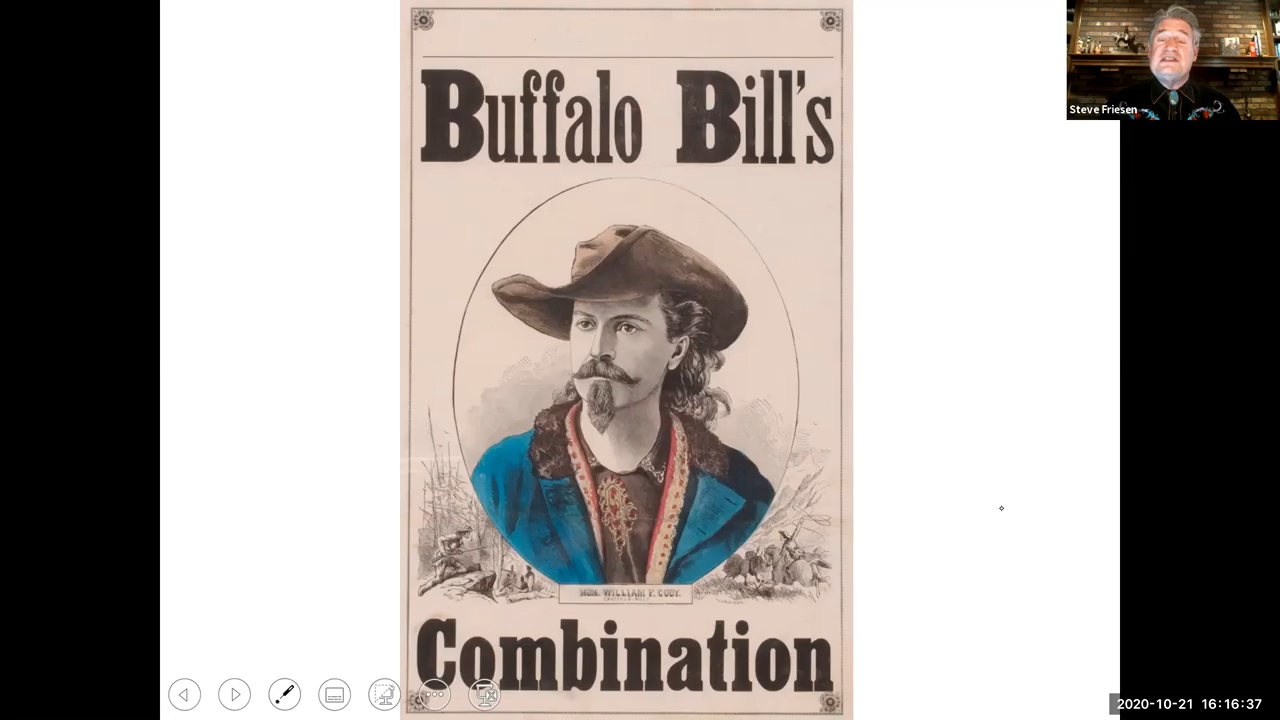 Buffalo Bill's
HON. WILLIAM F. CODY.
Combination
Steve Friesen
2020-10-21 16:16:37